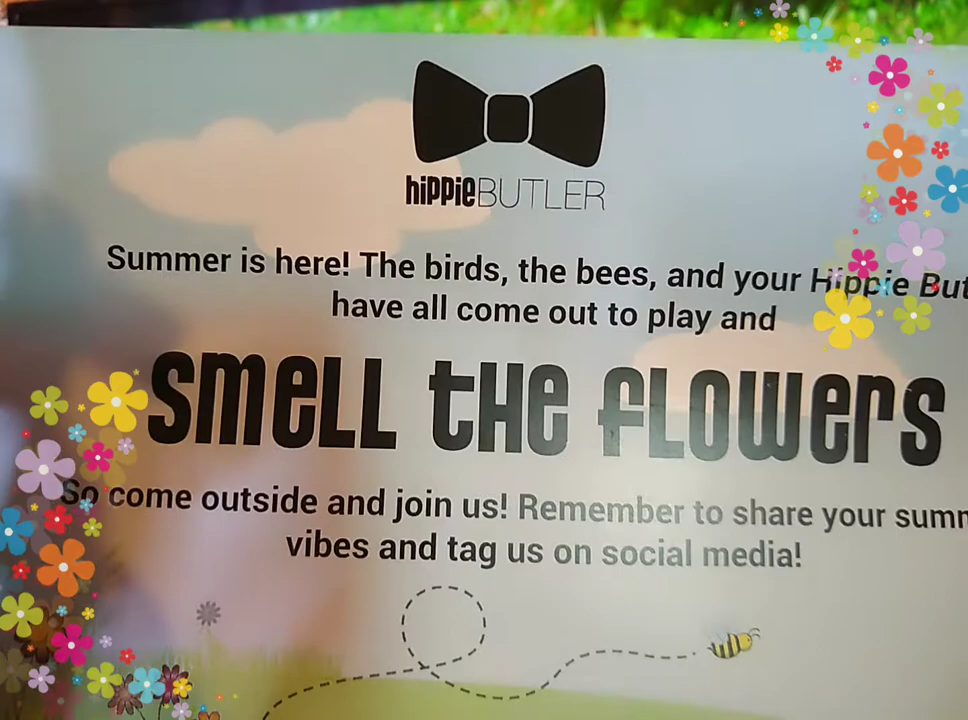 hippieBUTLER
Summer is here! The birds, the bees, and your Hippie But
have all come out to play and
smell the flowers
So come outside and join us! Remember to share your summ
vibes and tag us on social media!